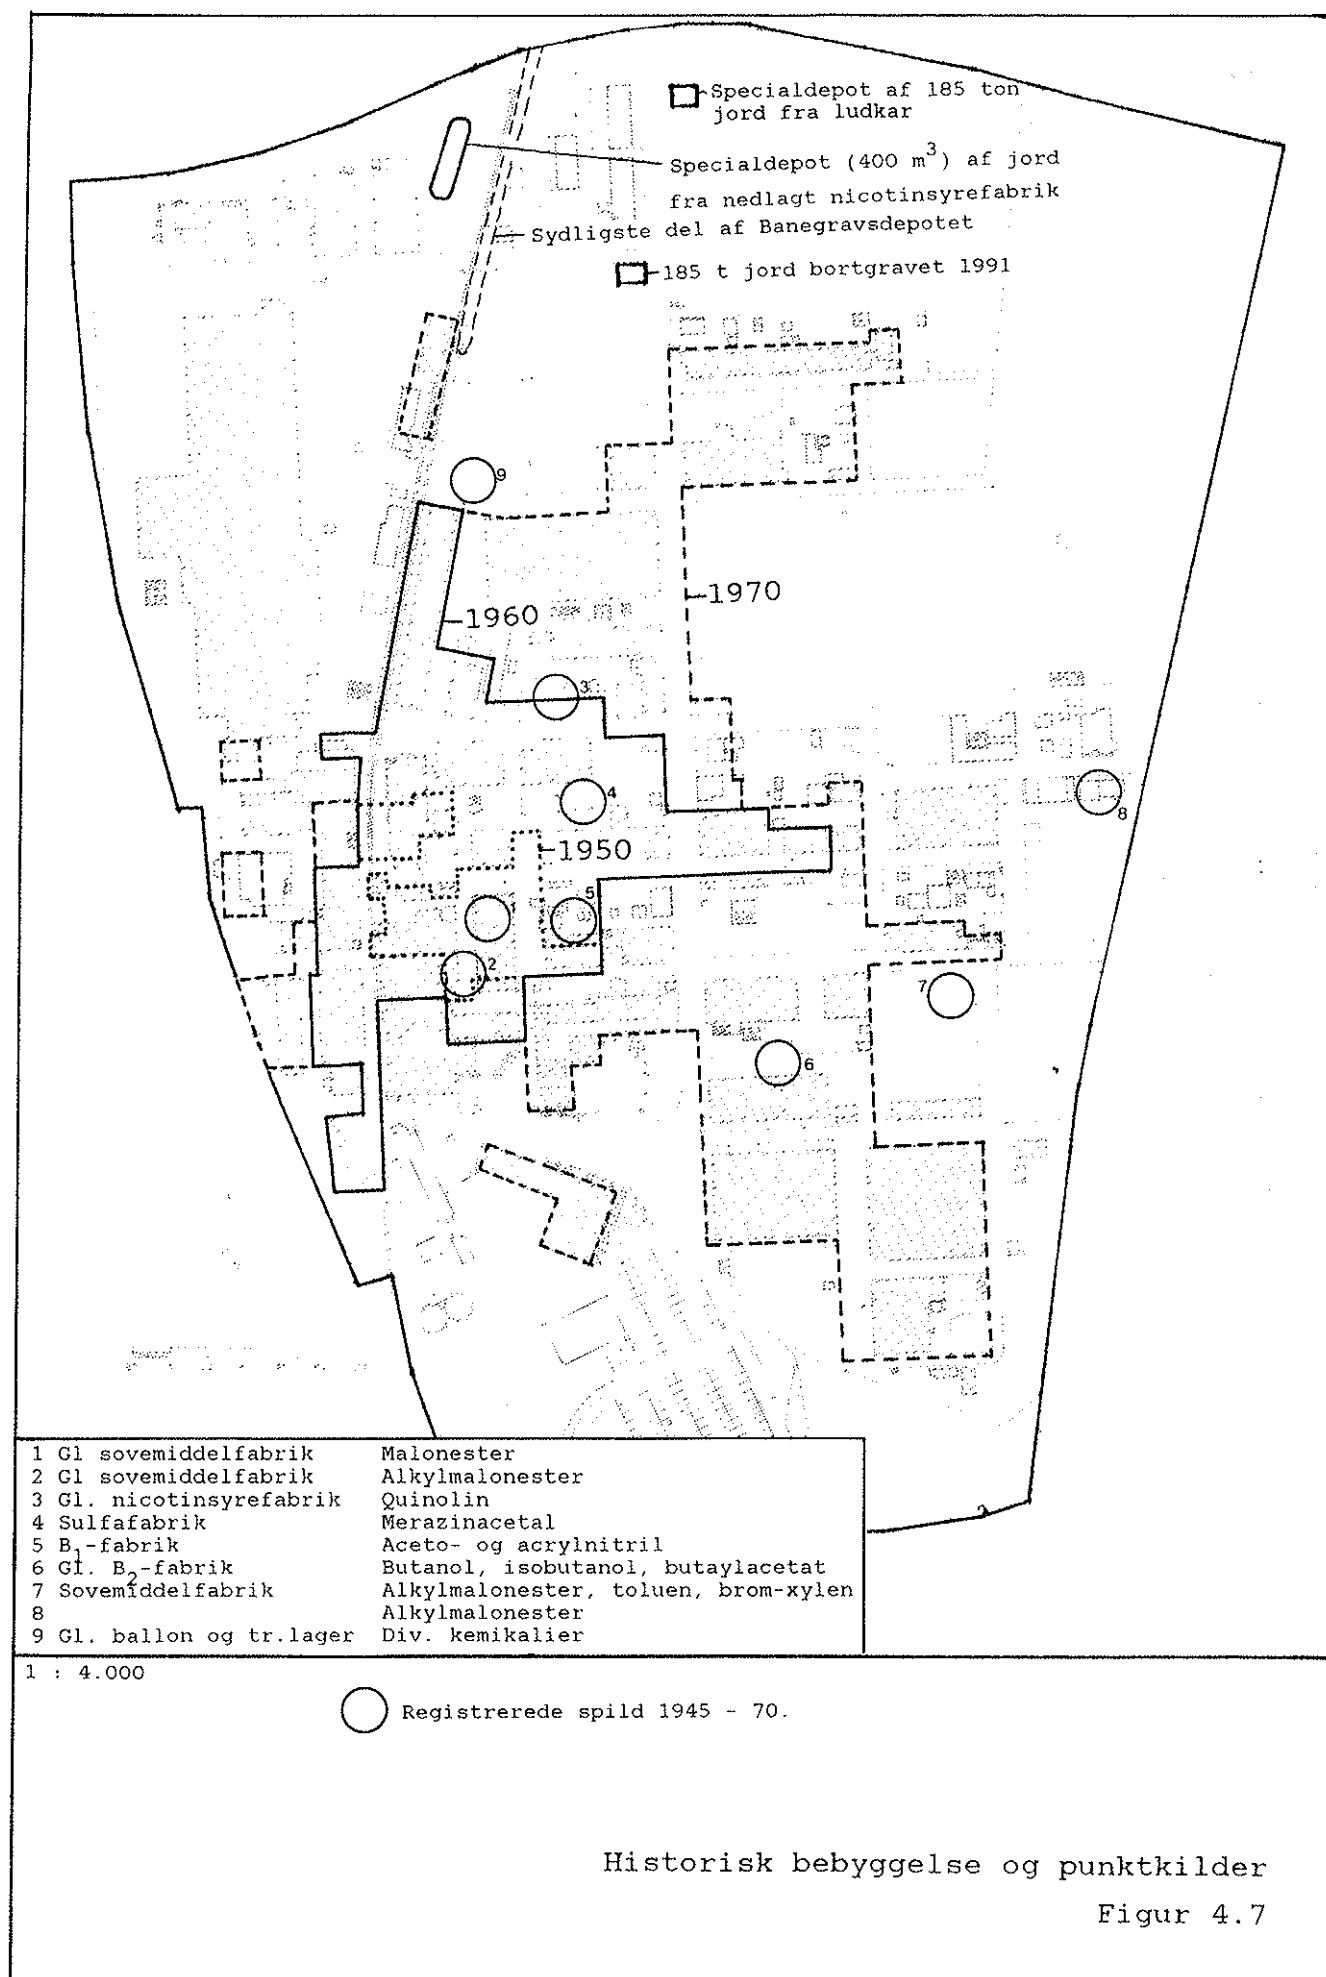 Specialdepot af 185 ton
jord fra ludkar
Specialdepot (400 m³) af jord
fra nedlagt nicotinsyrefabrik
Sydligste del af Banegravsdepotet
185 t jord bortgravet 1991
9
1970
1960
3
4
8
1950
5
2
7
6
1 Gl sovemiddelfabrik Malonester
2 Gl sovemiddelfabrik Alkylmalonester
3 Gl. nicotinsyrefabrik Quinolin
4 Sulfafabrik Merazinacetal
5 B₁-fabrik Aceto- og acrylnitril
6 Gl. B₂-fabrik Butanol, isobutanol, butaylacetat
7 Sovemiddelfabrik Alkylmalonester, toluen, brom-xylen
8 Alkylmalonester
9 Gl. ballon og tr.lager Div. kemikalier
1 : 4.000
Registrerede spild 1945 - 70.
Historisk bebyggelse og punktkilder
Figur 4.7